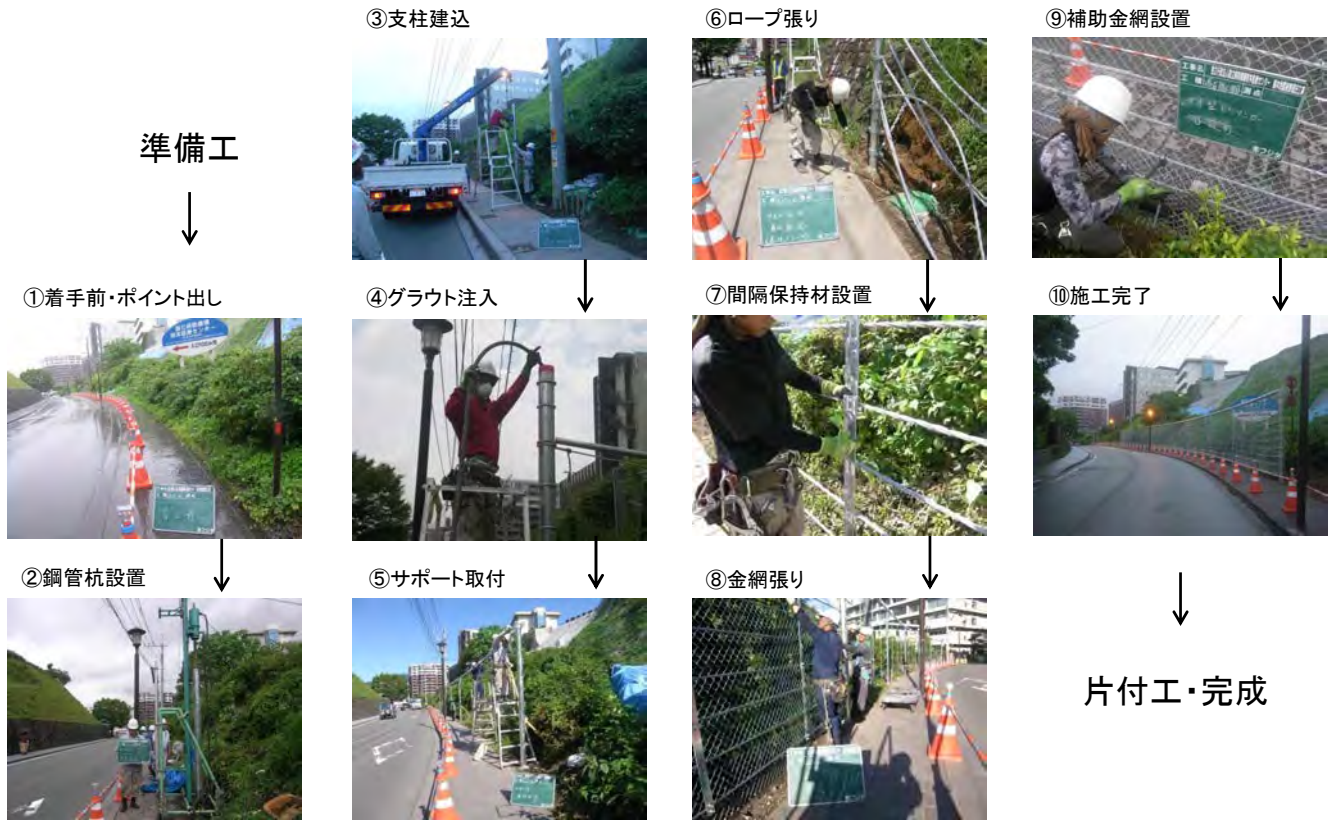 準備工
①着手前・ポイント出し
②鋼管杭設置
③支柱建込
④グラウト注入
⑤サポート取付
⑥ロープ張り
⑦間隔保持材設置
⑧金網張り
⑨補助金網設置
工事名
⑩施工完了
片付工・完成